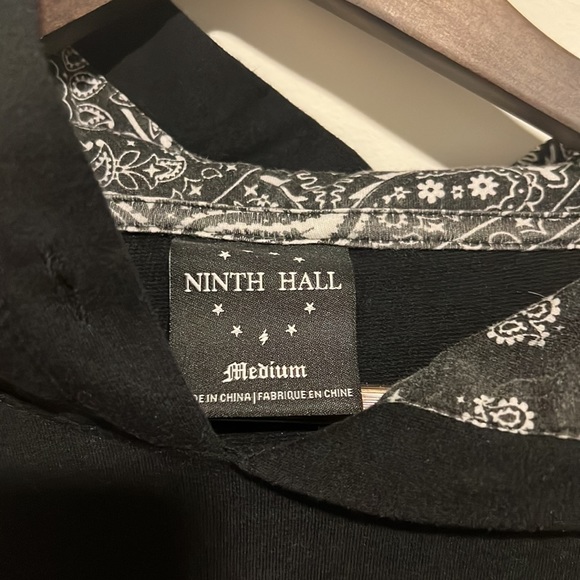 NINTH HALL
Medium
DE IN CHINA | FABRIQUE EN CHINE